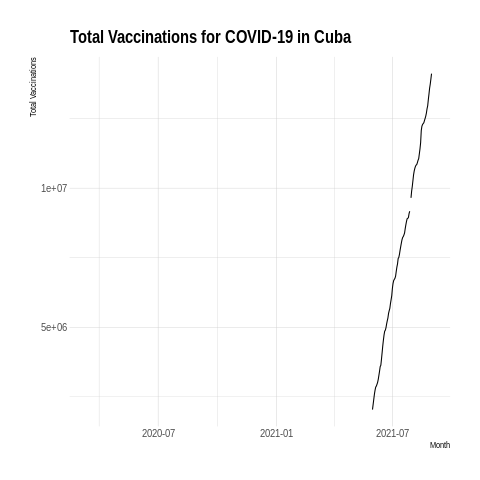 Total Vaccinations for COVID-19 in Cuba
Total Vaccinations
1e+07
5e+06
2020-07
2021-01
2021-07
Month